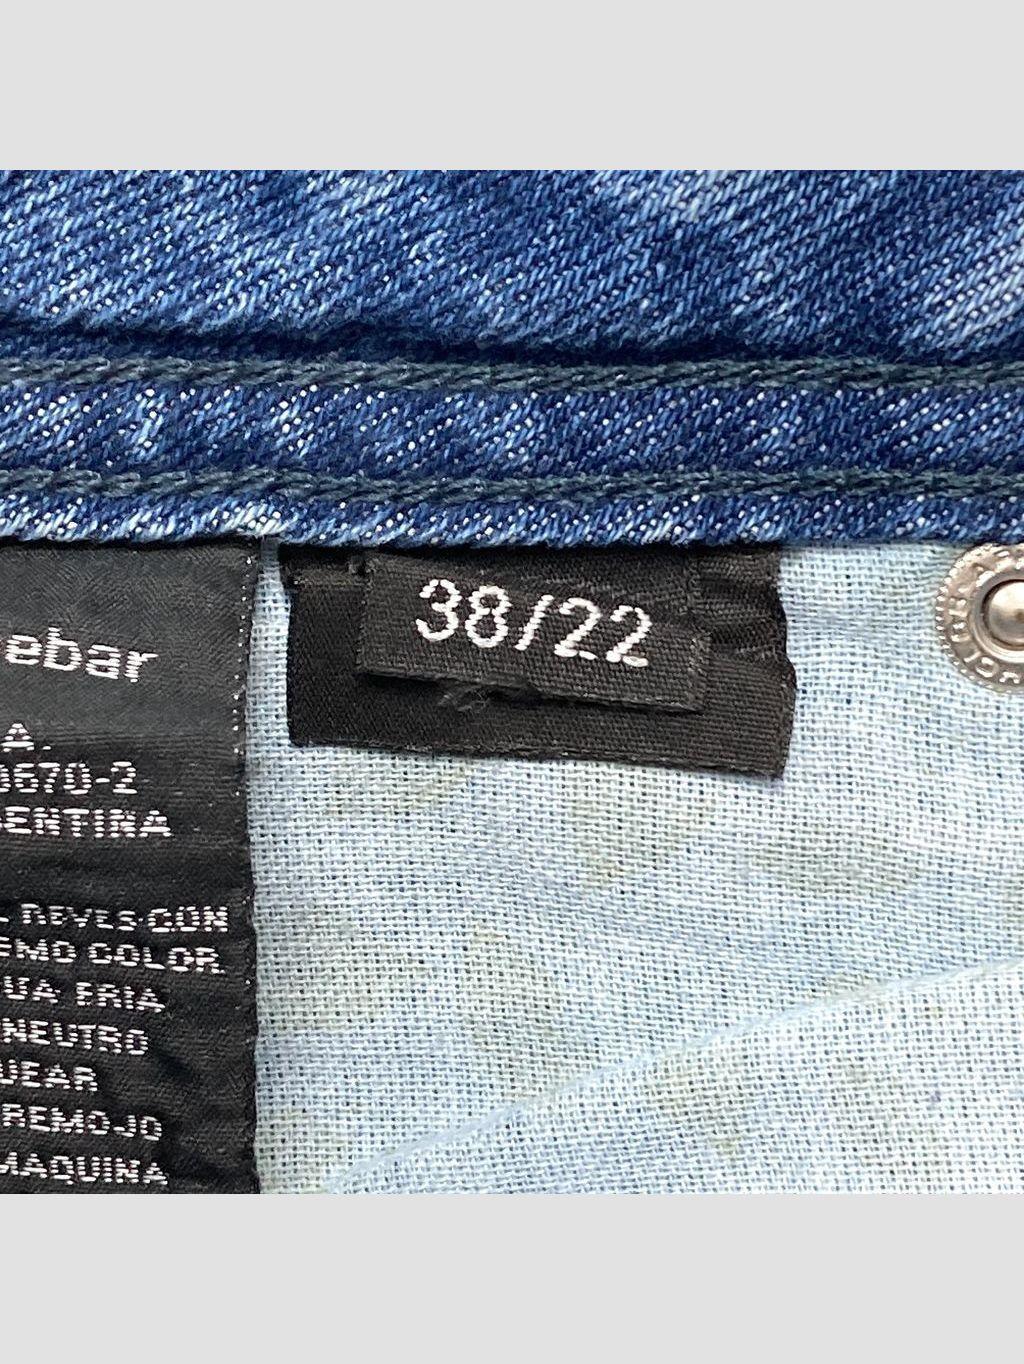 ebar
A.
0670-2
ENTINA
38/22
REVES CON
EMO COLOR
UA FRIA
NEUTRO
UEAR
REMOJO
MAQUINA